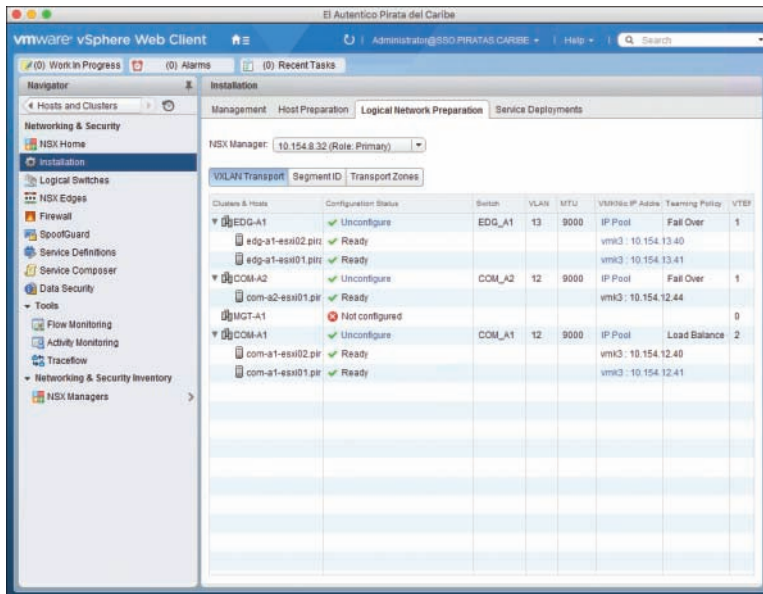 El Autentico Pirata del Caribe
vmware® vSphere Web Client
Administrator@SSO.PIRATAS.CARIBE
Help
Search
(0) Work In Progress
(0) Alarms
(0) Recent Tasks
Navigator
Hosts and Clusters
Networking & Security
NSX Home
Installation
Logical Switches
NSX Edges
Firewall
SpoofGuard
Service Definitions
Service Composer
Data Security
Tools
Flow Monitoring
Activity Monitoring
Traceflow
Networking & Security Inventory
NSX Managers
Installation
Management Host Preparation Logical Network Preparation Service Deployments
NSX Manager: 10.154.8.32 (Role: Primary)
VXLAN Transport Segment ID Transport Zones
Clusters & Hosts Configuration Status Switch VLAN MTU VMKNic IP Addre Teaming Policy VTEP
EDG-A1 Unconfigure EDG_A1 13 9000 IP Pool Fail Over 1
edg-a1-esxi02.pira Ready vmk3 : 10.154.13.40
edg-a1-esxi01.pira Ready vmk3 : 10.154.13.41
COM-A2 Unconfigure COM_A2 12 9000 IP Pool Fail Over 1
com-a2-esxi01.pir Ready vmk3 : 10.154.12.44
MGT-A1 Not configured 0
COM-A1 Unconfigure COM_A1 12 9000 IP Pool Load Balance 2
com-a1-esxi02.pir Ready vmk3 : 10.154.12.40
com-a1-esxi01.pir Ready vmk3 : 10.154.12.41